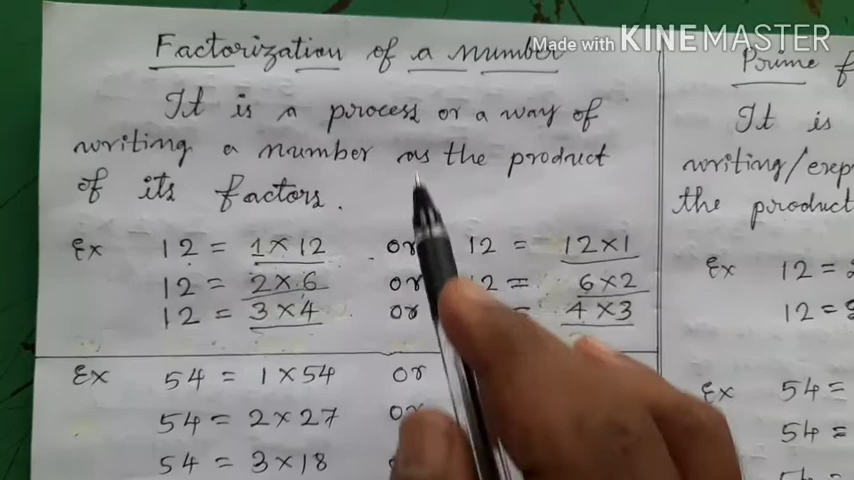 Factorization of a number
Made with KINEMASTER
It is a process or a way of
writing a number as the product
of its factors.
Ex 12 = 1 × 12 or 12 = 12 × 1
12 = 2 × 6 or 12 = 6 × 2
12 = 3 × 4 or = 4 × 3
Ex 54 = 1 × 54 or
54 = 2 × 27 or
54 = 3 × 18
Prime
It is
writing/
the product
Ex 12 =
12 =
Ex 54 =
54 =